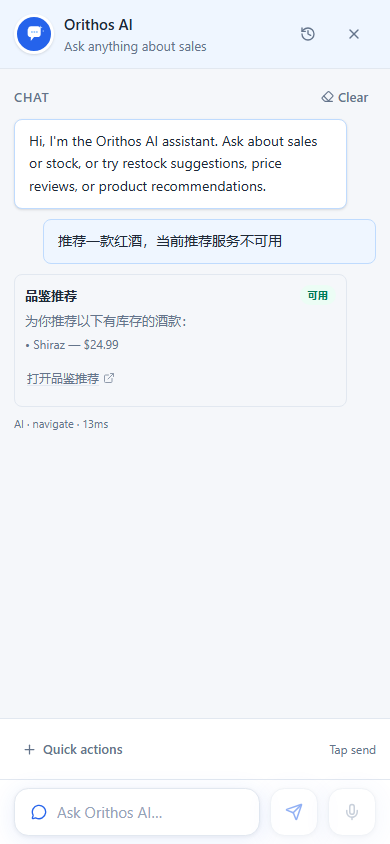 Orithos AI
Ask anything about sales
CHAT
Clear
Hi, I'm the Orithos AI assistant. Ask about sales
or stock, or try restock suggestions, price
reviews, or product recommendations.
推荐一款红酒，当前推荐服务不可用
品鉴推荐
可用
为你推荐以下有库存的酒款：
• Shiraz — $24.99
打开品鉴推荐
AI · navigate · 13ms
Quick actions
Tap send
Ask Orithos AI...